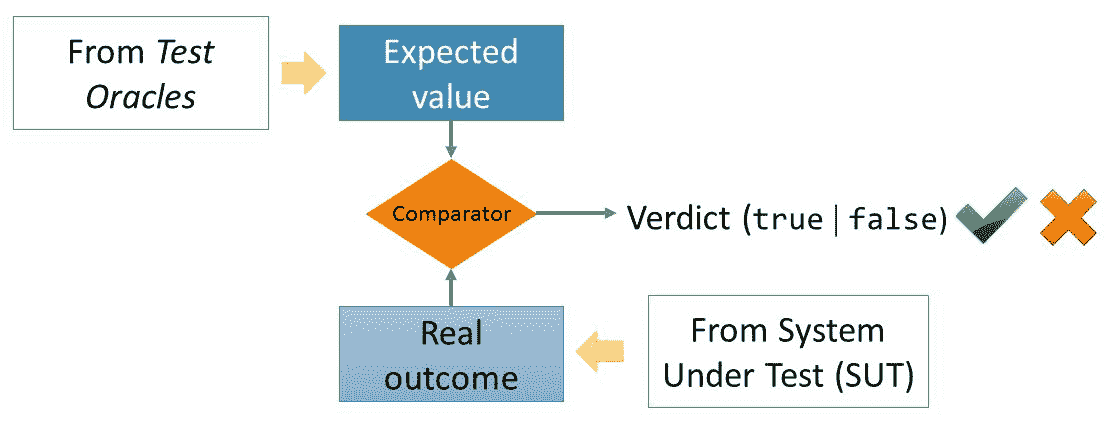 From Test
Oracles
Expected
value
Comparator
Verdict (true|false)
Real
outcome
From System
Under Test (SUT)